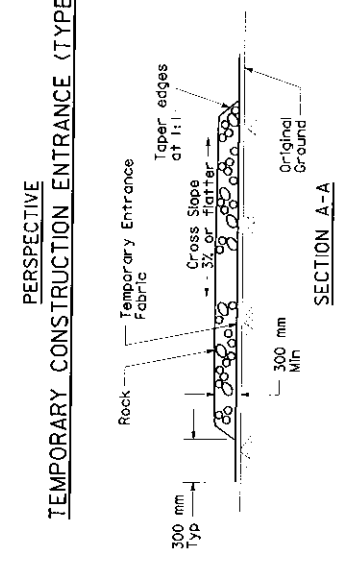 PERSPECTIVE
TEMPORARY CONSTRUCTION ENTRANCE (TYPE
Rock
Temporary Entrance
Fabric
Cross Slope
3% or flatter
Taper edges
at 1:1
300 mm
Typ
300 mm
Min
Original
Ground
SECTION A-A